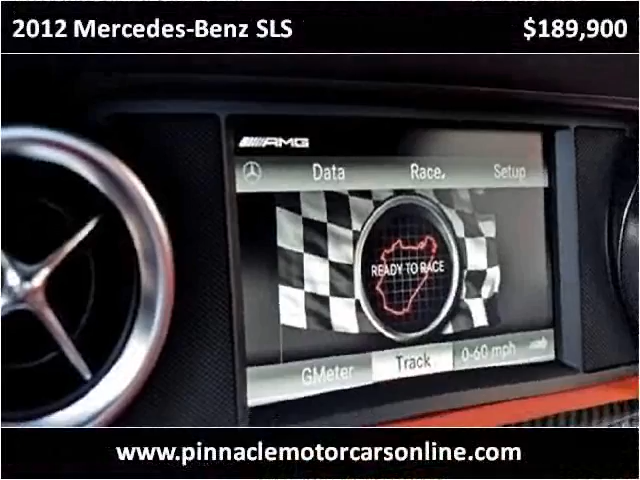 2012 Mercedes-Benz SLS $189,900
AMG
Data Race Setup
READY TO RACE
GMeter Track 0-60 mph
www.pinnaclemotorcarsonline.com